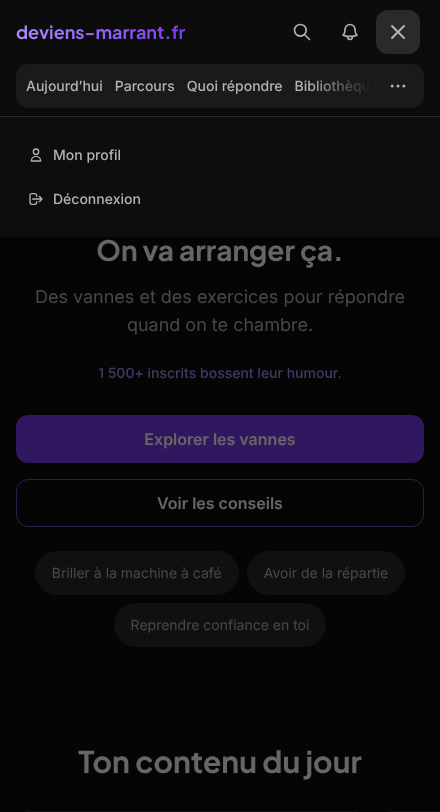 deviens-marrant.fr
Aujourd’hui Parcours Quoi répondre Bibliothèqu
Mon profil
Déconnexion
On va arranger ça.
Des vannes et des exercices pour répondre
quand on te chambre.
1 500+ inscrits bossent leur humour.
Explorer les vannes
Voir les conseils
Briller à la machine à café Avoir de la répartie
Reprendre confiance en toi
Ton contenu du jour